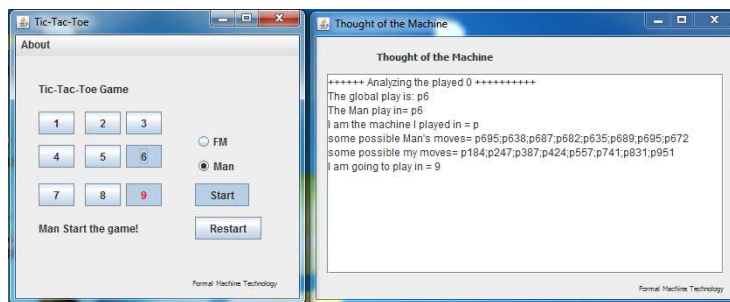 Tic-Tac-Toe
About
Tic-Tac-Toe Game
1 2 3
4 5 6
7 8 9
FM
Man
Start
Restart
Man Start the game!
Formal Machine Technology
Thought of the Machine
Thought of the Machine
++++++ Analyzing the played 0 ++++++++++
The global play is: p6
The Man play in= p6
I am the machine I played in = p
some possible Man's moves= p695;p638;p687;p682;p635;p689;p695;p672
some possible my moves= p184;p247;p387;p424;p557;p741;p831;p951
I am going to play in = 9
Formal Machine Technology